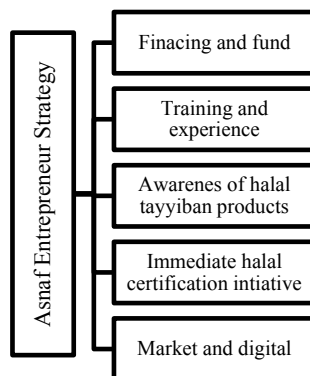 Asnaf Entrepreneur Strategy
Finacing and fund
Training and
experience
Awarenes of halal
tayyiban products
Immediate halal
certification intiative
Market and digital